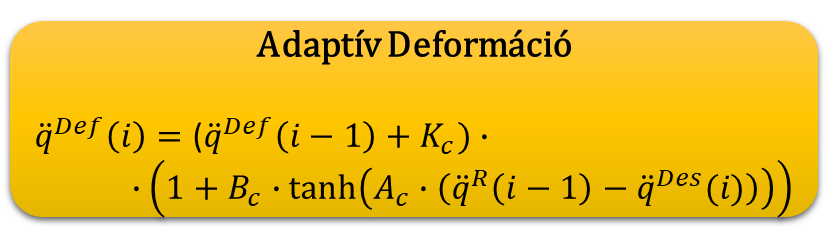 Adaptív Deformáció
q̈^{Def}(i) = (q̈^{Def}(i − 1) + K_c) ·
· (1 + B_c · tanh(A_c · (q̈^R(i − 1) − q̈^{Des}(i))))